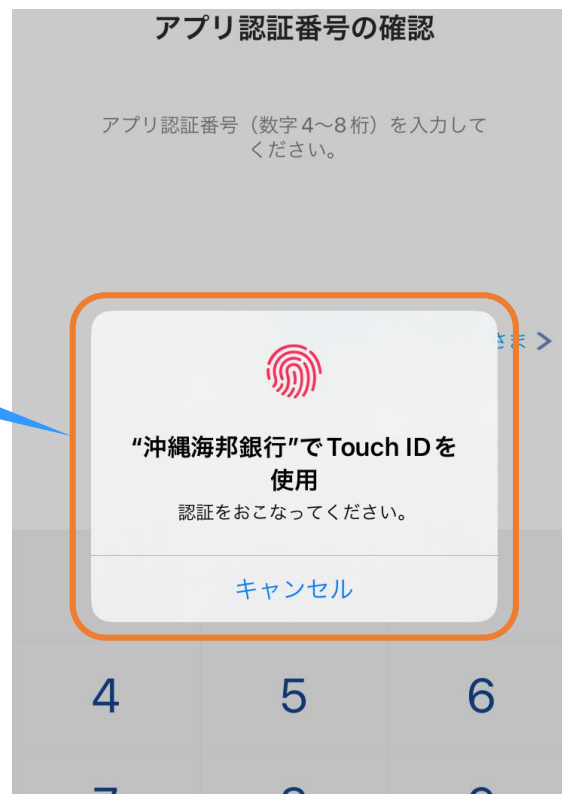 アプリ認証番号の確認
アプリ認証番号（数字4〜8桁）を入力して
ください。
さま >
“沖縄海邦銀行”でTouch IDを
使用
認証をおこなってください。
キャンセル
4 5 6